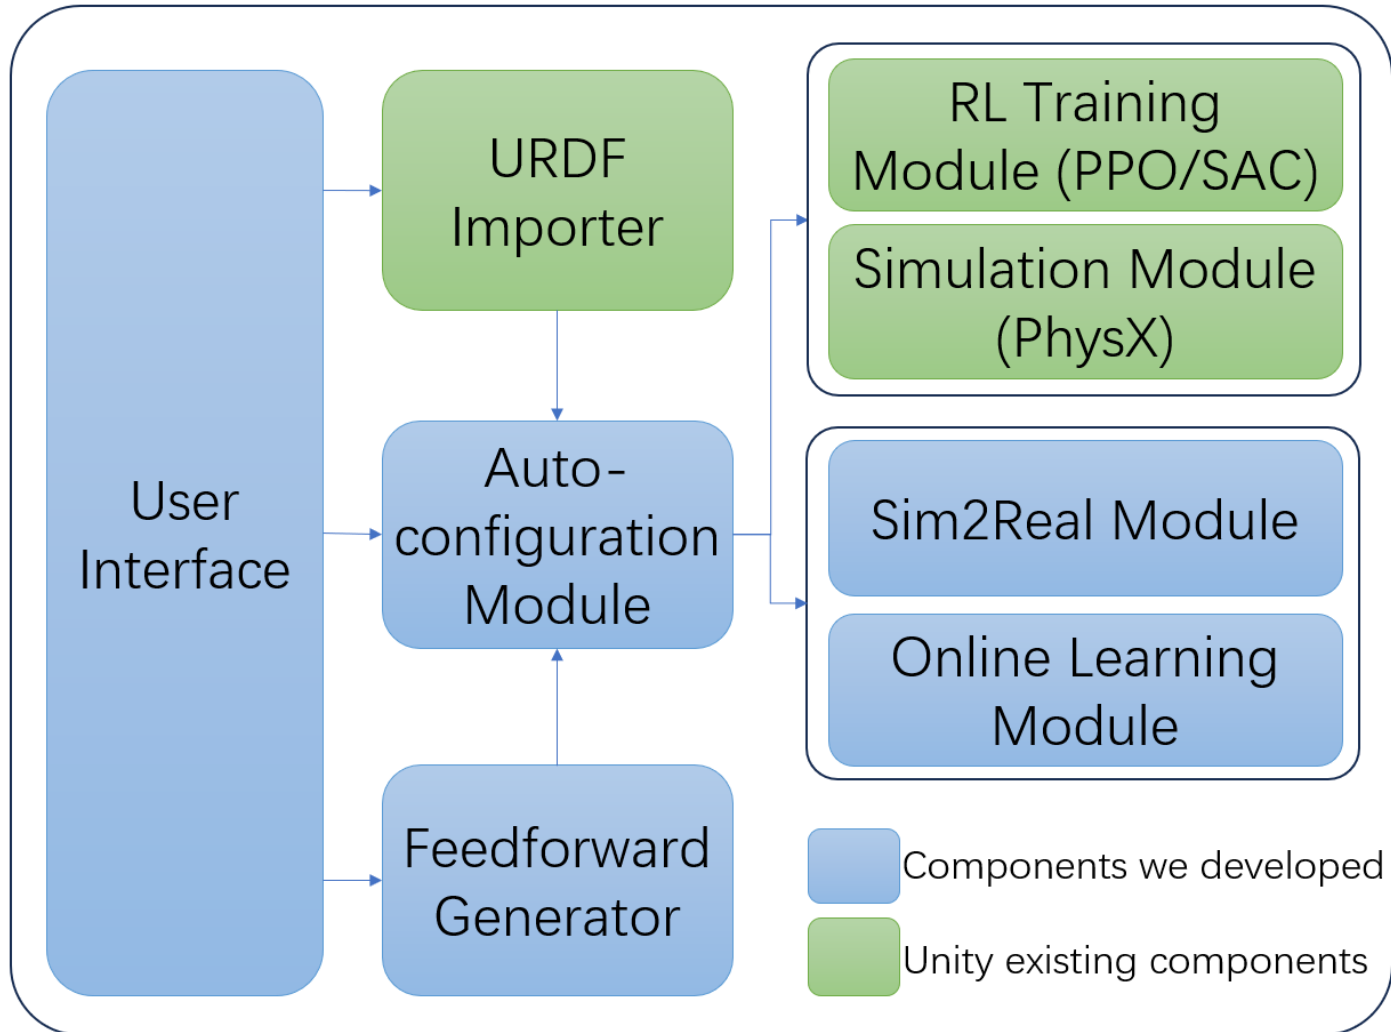 User
Interface
URDF
Importer
Auto-
configuration
Module
Feedforward
Generator
RL Training
Module (PPO/SAC)
Simulation Module
(PhysX)
Sim2Real Module
Online Learning
Module
Components we developed
Unity existing components